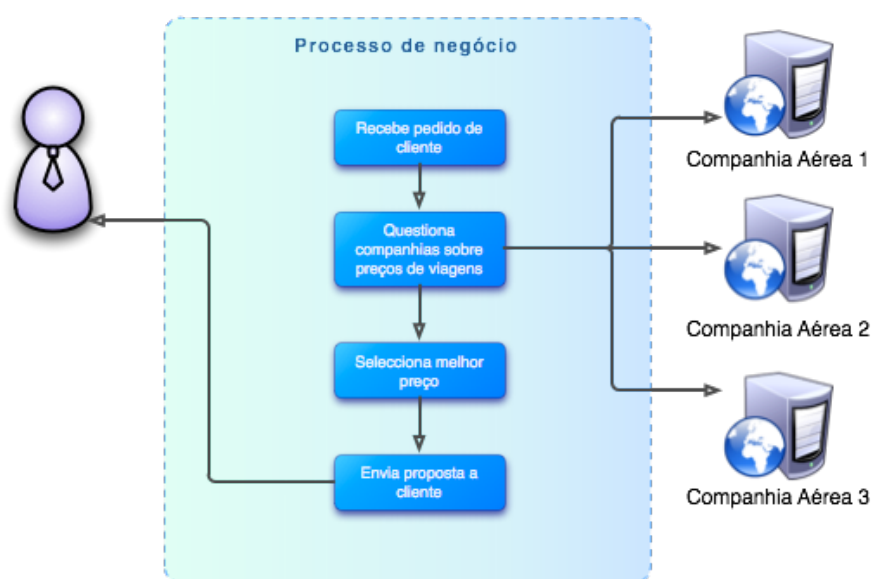 Processo de negócio
Recebe pedido de
cliente
Questiona
companhias sobre
preços de viagens
Selecciona melhor
preço
Envia proposta a
cliente
Companhia Aérea 1
Companhia Aérea 2
Companhia Aérea 3